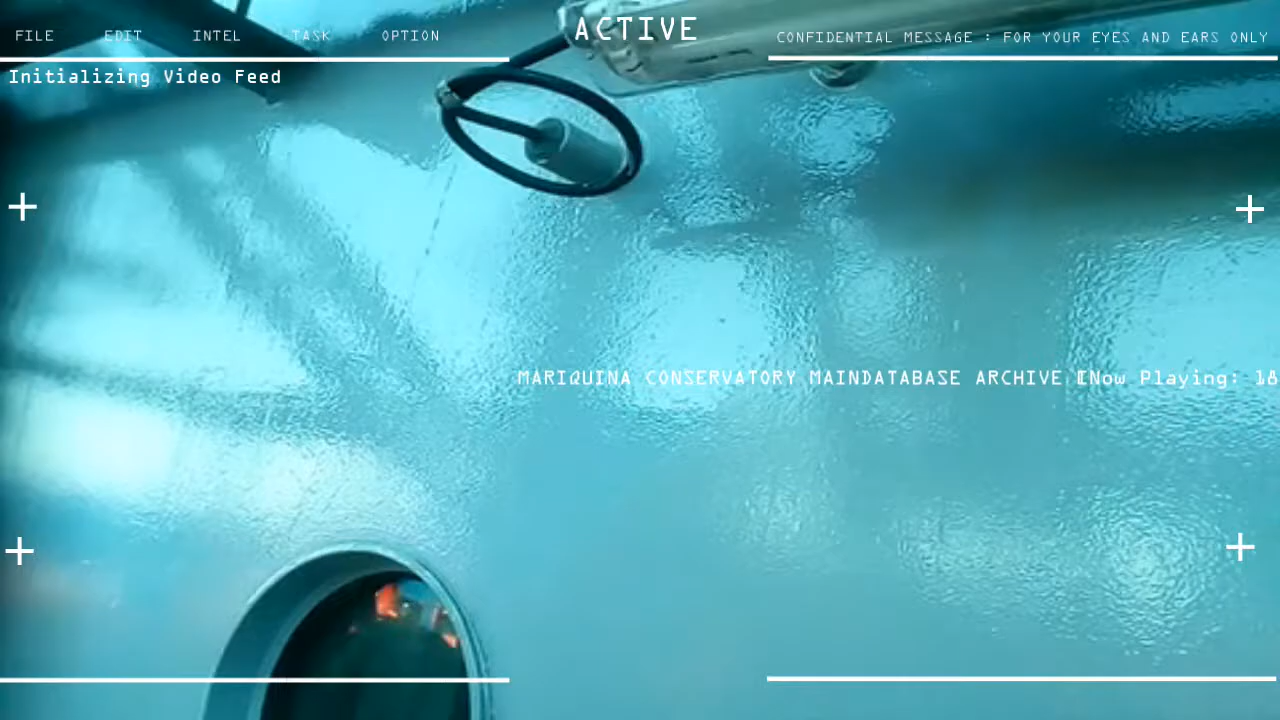 FILE EDIT INTEL TASK OPTION
ACTIVE
CONFIDENTIAL MESSAGE : FOR YOUR EYES AND EARS ONLY
Initializing Video Feed
MARIQUINA CONSERVATORY MAINDATABASE ARCHIVE [Now Playing: 18